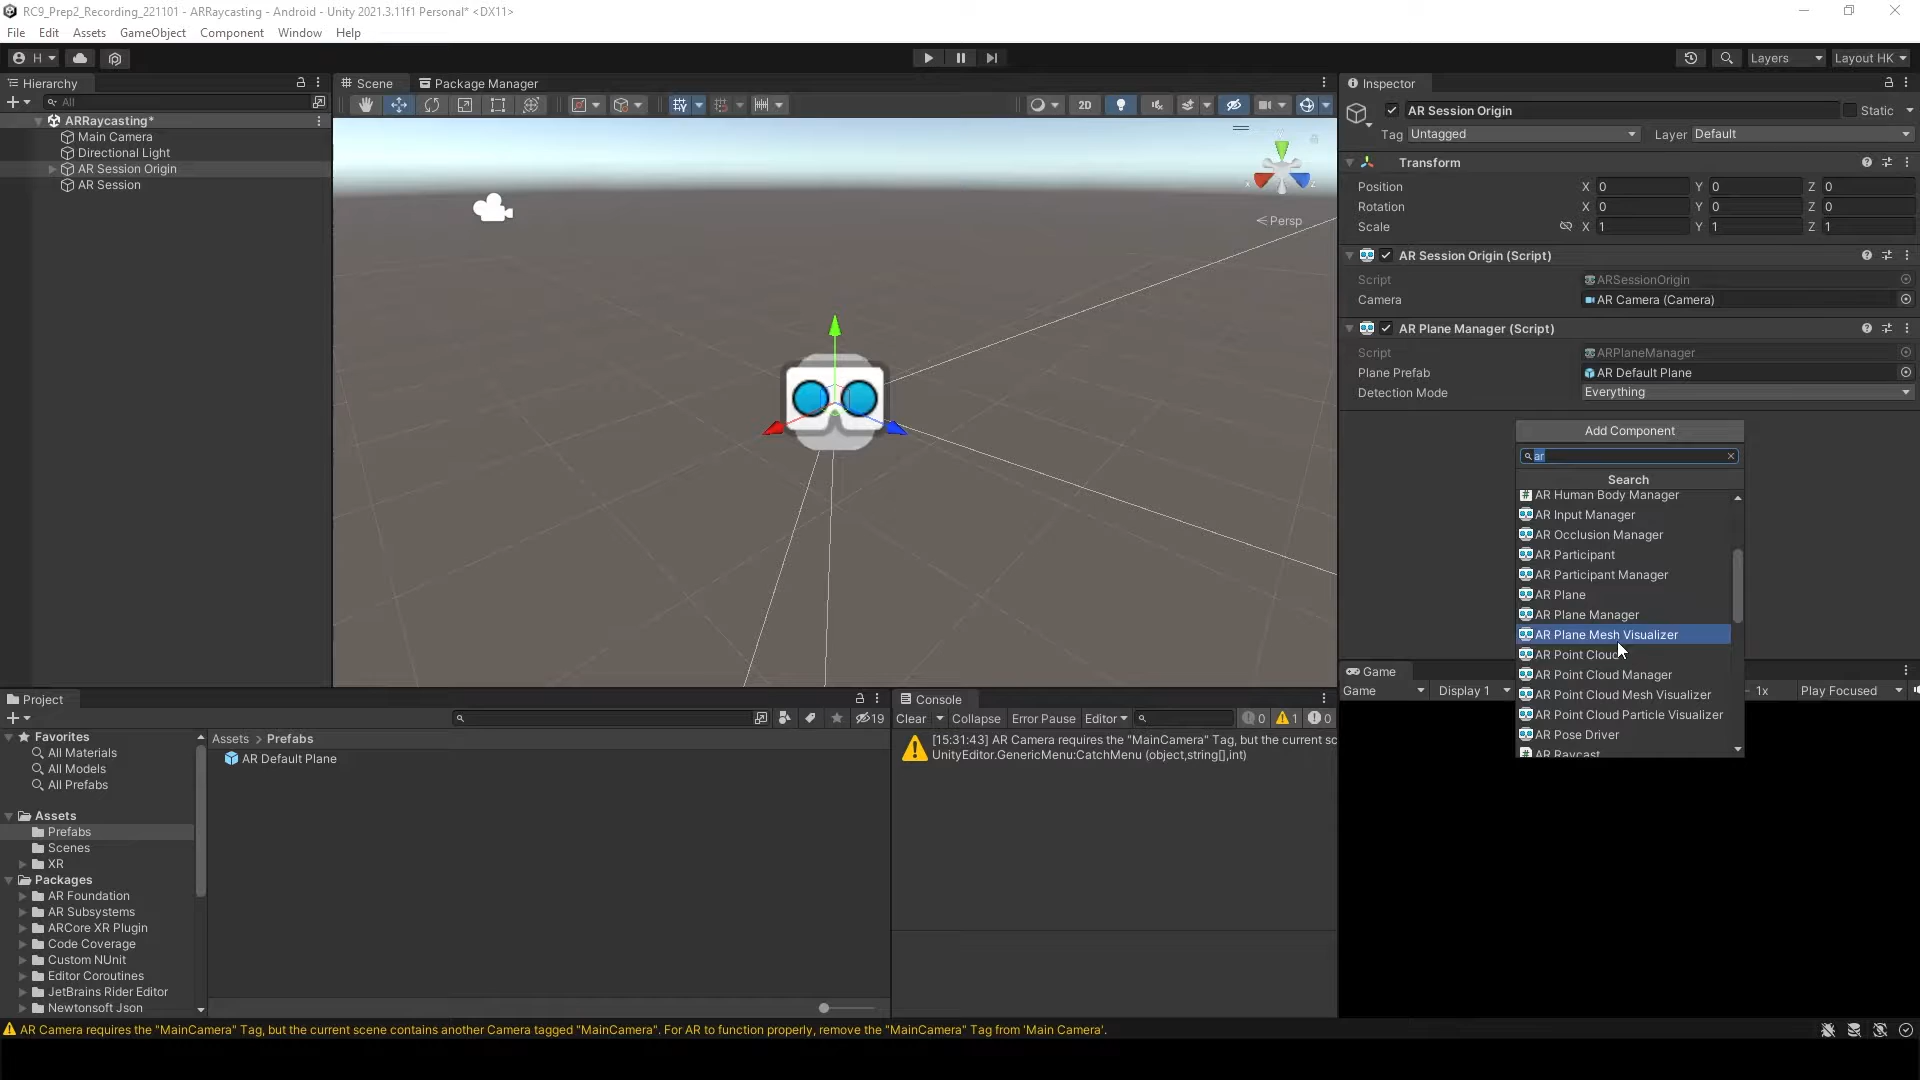 RC9_Prep2_Recording_221101 - ARRaycasting - Android - Unity 2021.3.11f1 Personal* <DX11>
File Edit Assets GameObject Component Window Help
H
Layers Layout HK
Hierarchy
All
ARRaycasting*
Main Camera
Directional Light
AR Session Origin
AR Session
Scene Package Manager
2D
Persp
Inspector
AR Session Origin Static
Tag Untagged Layer Default
Transform
Position X 0 Y 0 Z 0
Rotation X 0 Y 0 Z 0
Scale X 1 Y 1 Z 1
AR Session Origin (Script)
Script ARSessionOrigin
Camera AR Camera (Camera)
AR Plane Manager (Script)
Script ARPlaneManager
Plane Prefab AR Default Plane
Detection Mode Everything
Add Component
ar
Search
AR Human Body Manager
AR Input Manager
AR Occlusion Manager
AR Participant
AR Participant Manager
AR Plane
AR Plane Manager
AR Plane Mesh Visualizer
AR Point Cloud
AR Point Cloud Manager
AR Point Cloud Mesh Visualizer
AR Point Cloud Particle Visualizer
AR Pose Driver
AR Raycast
Game
Game Display 1 1x Play Focused
Project
19
Favorites
All Materials
All Models
All Prefabs
Assets
Prefabs
Scenes
XR
Packages
AR Foundation
AR Subsystems
ARCore XR Plugin
Code Coverage
Custom NUnit
Editor Coroutines
JetBrains Rider Editor
Newtonsoft Json
Assets > Prefabs
AR Default Plane
Console
Clear Collapse Error Pause Editor 0 1 0
[15:31:43] AR Camera requires the "MainCamera" Tag, but the current sc
UnityEditor.GenericMenu:CatchMenu (object,string[],int)
AR Camera requires the "MainCamera" Tag, but the current scene contains another Camera tagged "MainCamera". For AR to function properly, remove the "MainCamera" Tag from 'Main Camera'.